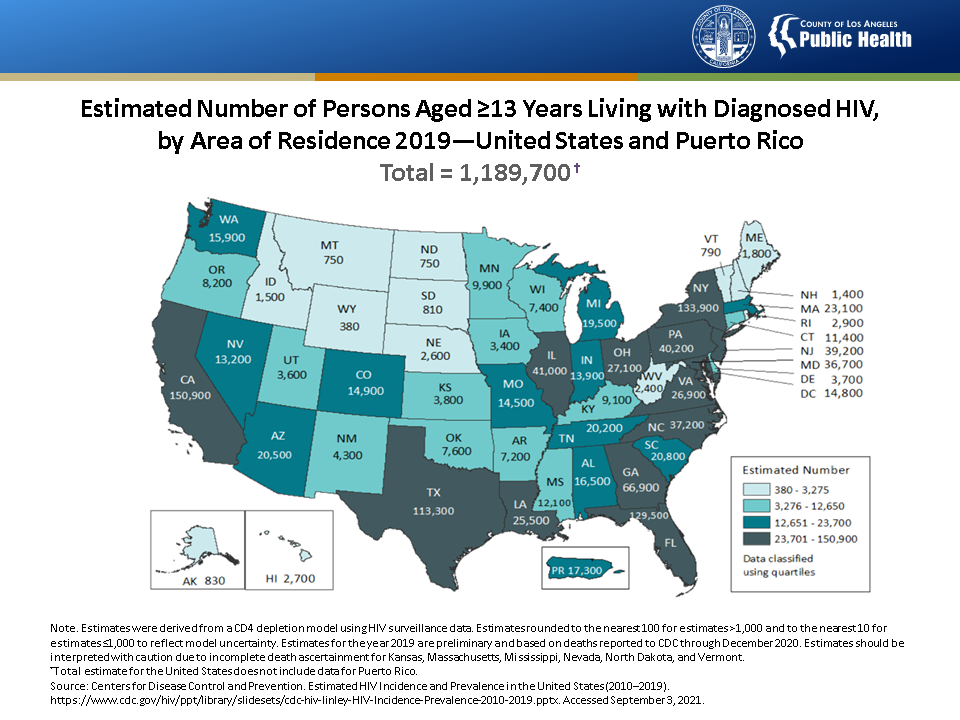 COUNTY OF LOS ANGELES
Public Health
Estimated Number of Persons Aged ≥13 Years Living with Diagnosed HIV,
by Area of Residence 2019—United States and Puerto Rico
Total = 1,189,700†
WA
15,900
OR
8,200
CA
150,900
NV
13,200
ID
1,500
MT
750
WY
380
UT
3,600
AZ
20,500
CO
14,900
NM
4,300
ND
750
SD
810
NE
2,600
KS
3,800
OK
7,600
TX
113,300
MN
9,900
IA
3,400
MO
14,500
AR
7,200
LA
25,500
WI
7,400
IL
41,000
MI
19,500
IN
13,900
OH
27,100
KY
9,100
TN
20,200
MS
12,100
AL
16,500
GA
66,900
FL
129,500
SC
20,800
NC 37,200
VA
26,900
WV
2,400
PA
40,200
NY
133,900
VT
790
ME
1,800
NH 1,400
MA 23,100
RI 2,900
CT 11,400
NJ 39,200
MD 36,700
DE 3,700
DC 14,800
AK 830
HI 2,700
PR 17,300
Estimated Number
380 - 3,275
3,276 - 12,650
12,651 - 23,700
23,701 - 150,900
Data classified
using quartiles
Note. Estimates were derived from a CD4 depletion model using HIV surveillance data. Estimates rounded to the nearest 100 for estimates >1,000 and to the nearest 10 for
estimates ≤1,000 to reflect model uncertainty. Estimates for the year 2019 are preliminary and based on deaths reported to CDC through December 2020. Estimates should be
interpreted with caution due to incomplete death ascertainment for Kansas, Massachusetts, Mississippi, Nevada, North Dakota, and Vermont.
†Total estimate for the United States does not include data for Puerto Rico.
Source: Centers for Disease Control and Prevention. Estimated HIV Incidence and Prevalence in the United States (2010–2019).
https://www.cdc.gov/hiv/ppt/library/slidesets/cdc-hiv-linley-HIV-Incidence-Prevalence-2010-2019.pptx. Accessed September 3, 2021.